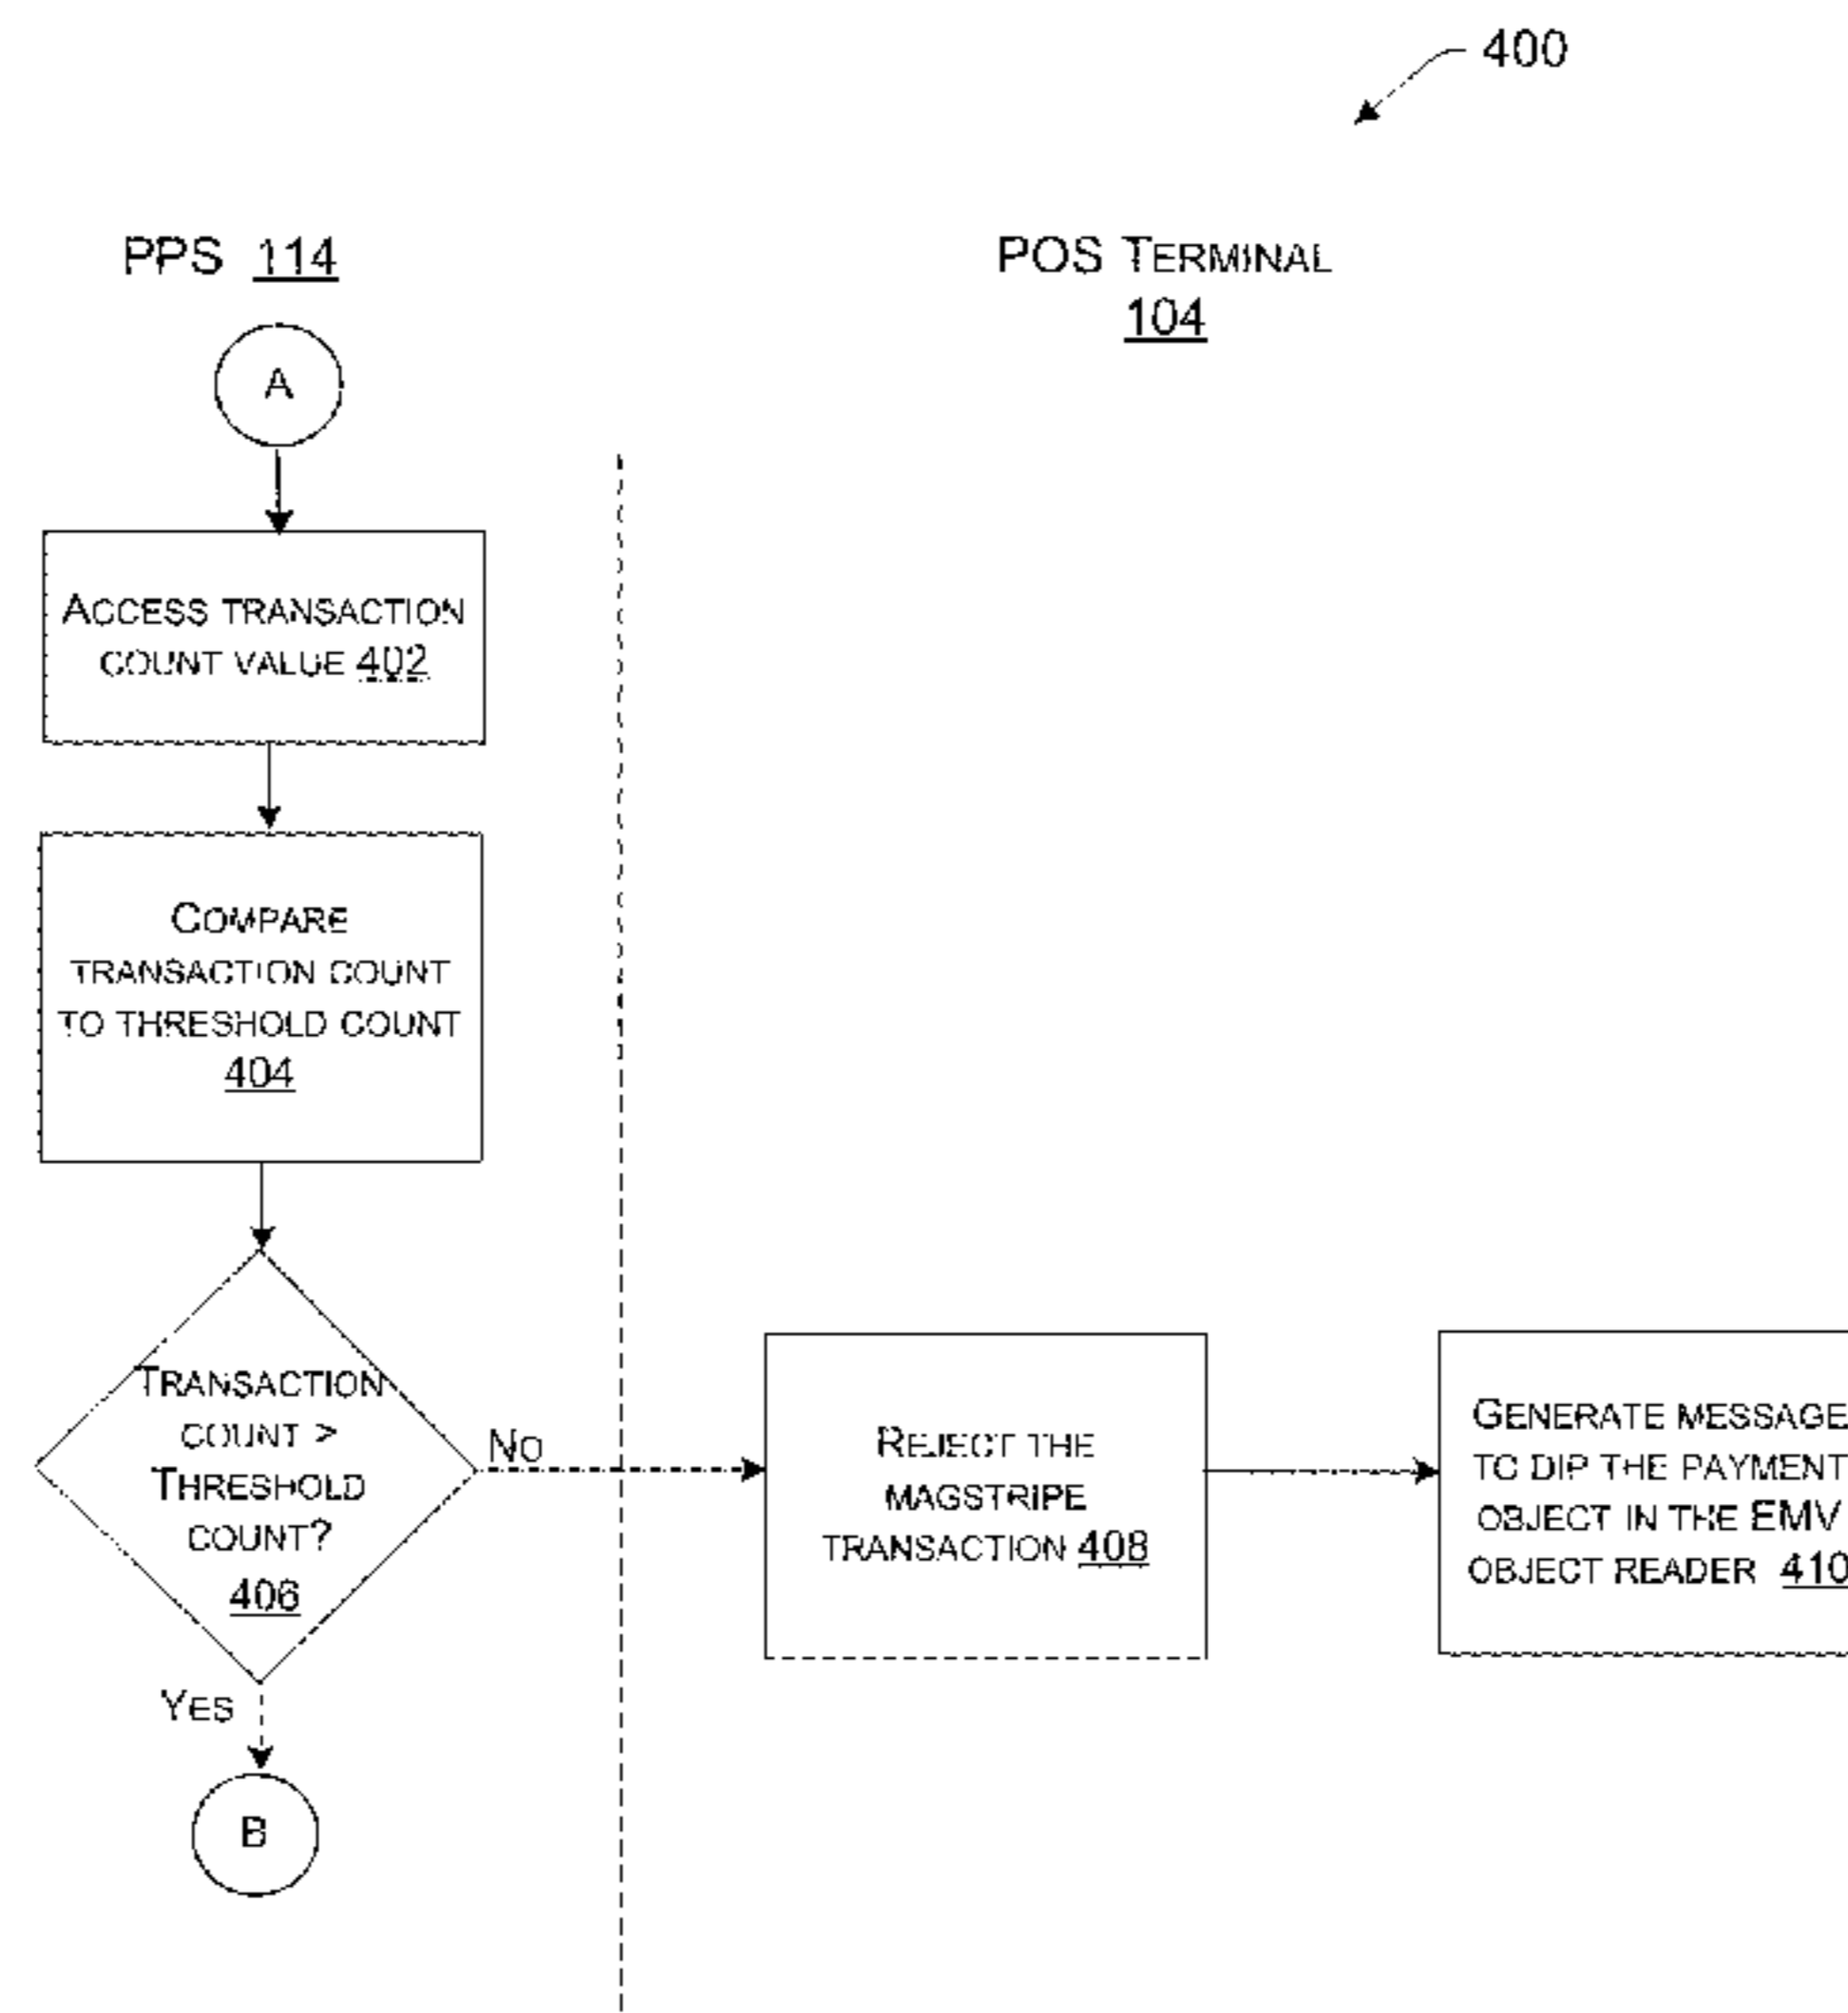 400
PPS 114
POS TERMINAL
104
A
ACCESS TRANSACTION
COUNT VALUE 402
COMPARE
TRANSACTION COUNT
TO THRESHOLD COUNT
404
TRANSACTION
COUNT >
THRESHOLD
COUNT?
406
NO
YES
B
REJECT THE
MAGSTRIPE
TRANSACTION 408
GENERATE MESSAGE
TO DIP THE PAYMENT
OBJECT IN THE EMV
OBJECT READER 410